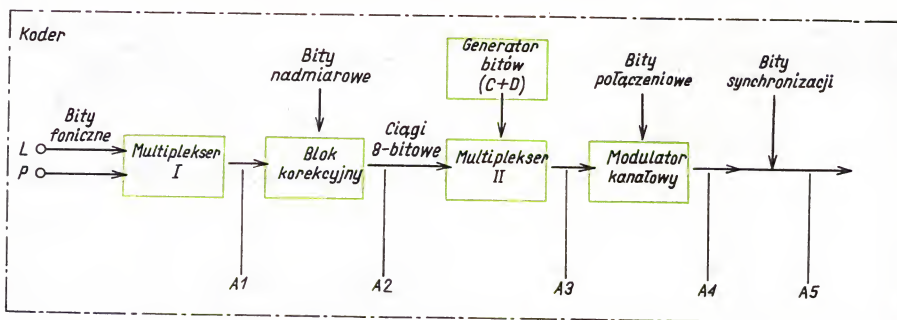 Koder
Bity
foniczne
L
P
Multiplekser
I
Bity
nadmiarowe
Blok
korekcyjny
Ciągi
8-bitowe
Generator
bitów
(C+D)
Multiplekser
II
Bity
połączeniowe
Modulator
kanałowy
Bity
synchronizacji
A1
A2
A3
A4
A5